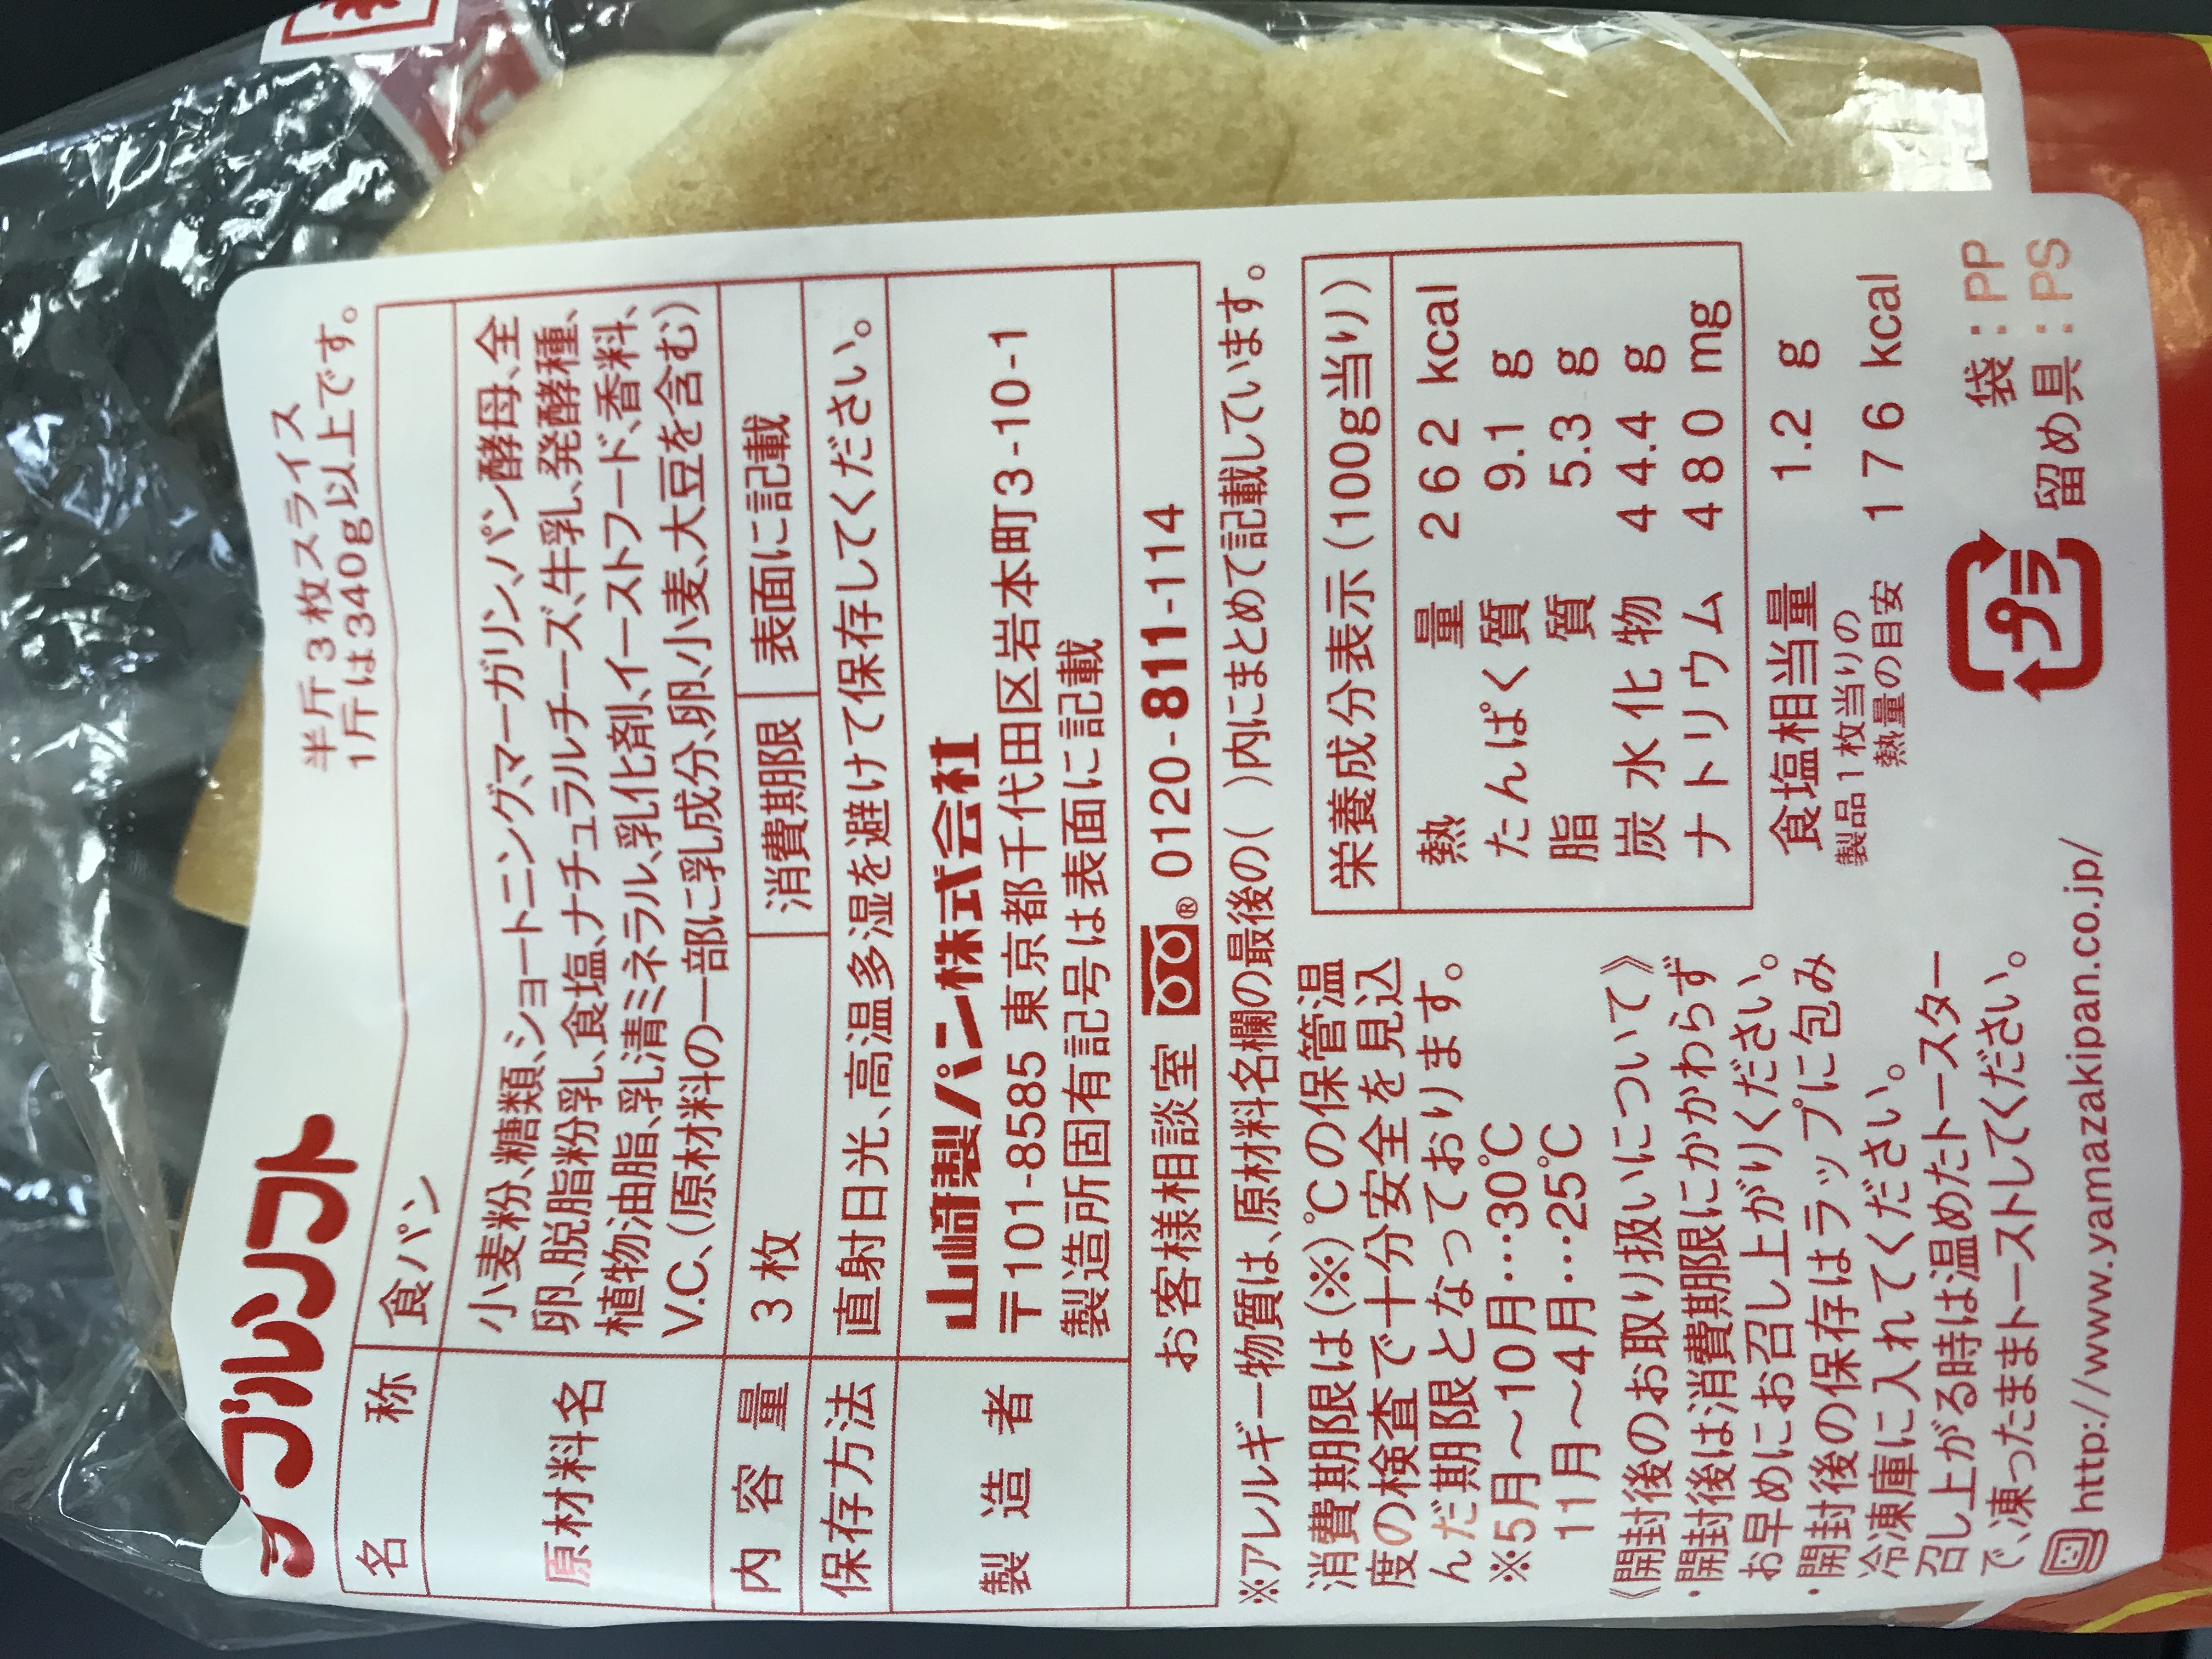 ダブルソフト
半斤3枚スライス
1斤は340g以上です。
名称 食パン
原材料名 小麦粉、糖類、ショートニング、マーガリン、パン酵母、全
卵、脱脂粉乳、食塩、ナチュラルチーズ、牛乳、発酵種、
植物油脂、乳清ミネラル、乳化剤、イーストフード、香料、
V.C、(原材料の一部に乳成分、卵、小麦、大豆を含む)
内容量 3枚 消費期限 表面に記載
保存方法 直射日光、高温多湿を避けて保存してください。
製造者 山崎製パン株式会社
〒101-8585 東京都千代田区岩本町3-10-1
製造所固有記号は表面に記載
お客様相談室 ® 0120-811-114
※アレルギー物質は、原材料名欄の最後の( )内にまとめて記載しています。
消費期限は(※)℃の保管温
度の検査で十分安全を見込
んだ期限となっております。
※5月〜10月…30℃
11月〜4月…25℃
《開封後のお取り扱いについて》
・開封後は消費期限にかかわらず
お早めにお召し上がりください。
・開封後の保存はラップに包み
冷凍庫に入れてください。
召し上がる時は温めたトースター
で、凍ったままトーストしてください。
http://www.yamazakipan.co.jp/
栄養成分表示(100g当り)
熱量 262 kcal
たんぱく質 9.1 g
脂質 5.3 g
炭水化物 44.4 g
ナトリウム 480 mg
食塩相当量 1.2 g
製品1枚当りの
熱量の目安 176 kcal
プラ
袋:PP
留め具:PS